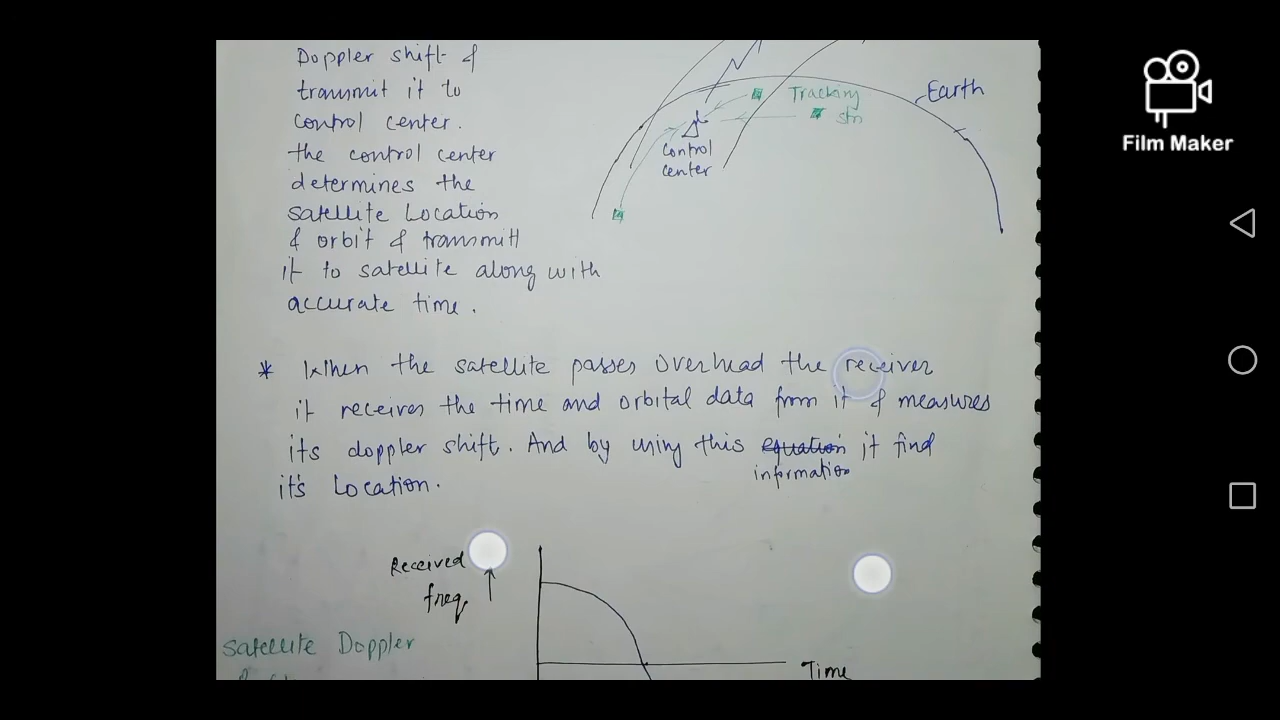 Doppler shift &
transmit it to
control center.
the control center
determines the
satellite Location
& orbit & transmitt
it to satellite along with
accurate time.
Tracking
stn
Earth
Control
center
* When the satellite passes overhead the receiver
it receives the time and orbital data from it & measures
its doppler shift. And by using this equation it find
information
it's Location.
Received
freq
Time
Satellite Doppler
Film Maker